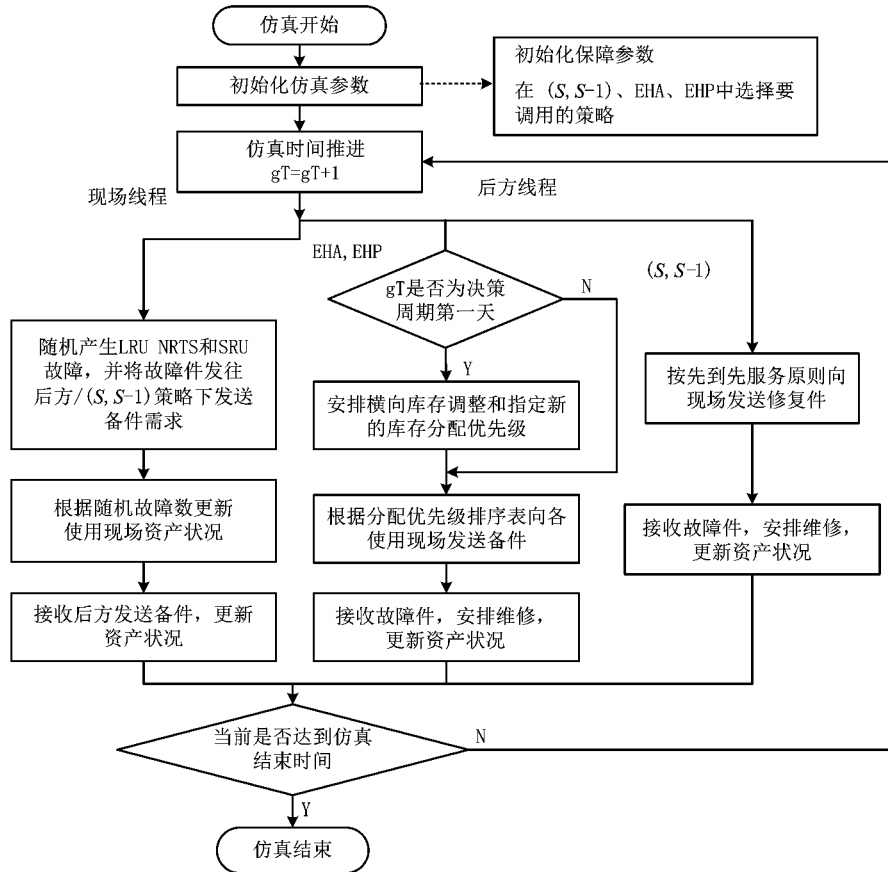 仿真开始
初始化仿真参数
初始化保障参数
在 (S, S-1)、EHA、EHP中选择要
调用的策略
仿真时间推进
gT=gT+1
现场线程
后方线程
EHA, EHP
(S, S-1)
gT是否为决策
周期第一天
N
Y
随机产生LRU NRTS和SRU
故障,并将故障件发往
后方/(S, S-1)策略下发送
备件需求
安排横向库存调整和指定新
的库存分配优先级
按先到先服务原则向
现场发送修复件
根据随机故障数更新
使用现场资产状况
根据分配优先级排序表向各
使用现场发送备件
接收故障件,安排维修,
更新资产状况
接收后方发送备件,更新
资产状况
接收故障件,安排维修,
更新资产状况
当前是否达到仿真
结束时间
N
Y
仿真结束